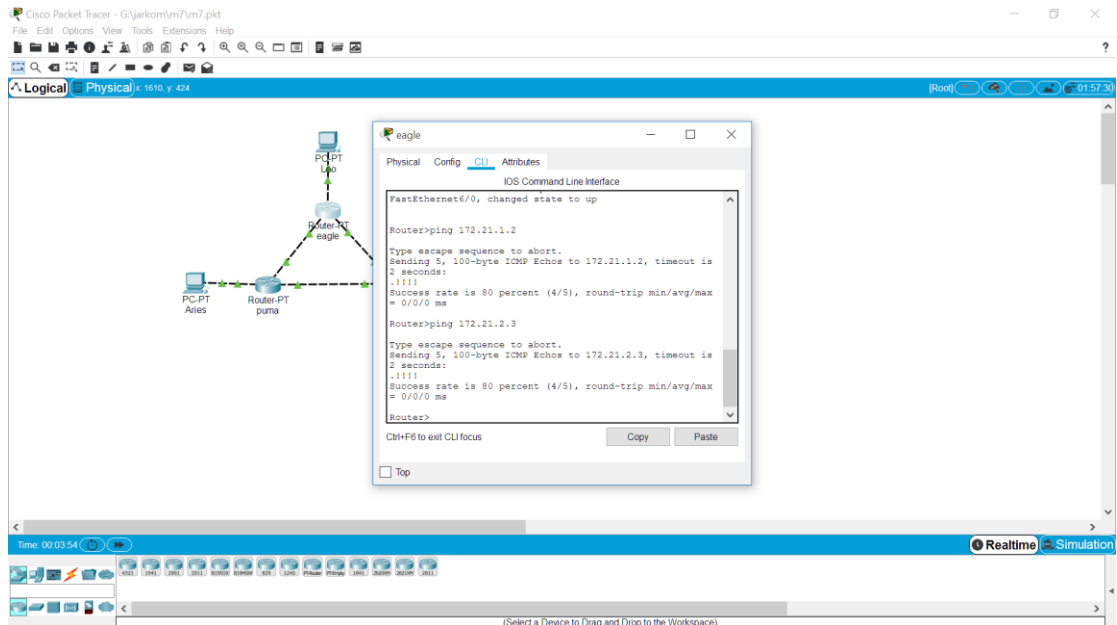 Cisco Packet Tracer - G:\jarkom\m7\m7.pkt
File Edit Options View Tools Extensions Help
?
Logical Physical x: 1610, y: 424 [Root] 01:57:30
PC-PT
Leo
Router-PT
eagle
PC-PT
Aries
Router-PT
puma
eagle
Physical Config CLI Attributes
IOS Command Line Interface
FastEthernet6/0, changed state to up
Router>ping 172.21.1.2
Type escape sequence to abort.
Sending 5, 100-byte ICMP Echos to 172.21.1.2, timeout is
2 seconds:
.!!!!
Success rate is 80 percent (4/5), round-trip min/avg/max
= 0/0/0 ms
Router>ping 172.21.2.3
Type escape sequence to abort.
Sending 5, 100-byte ICMP Echos to 172.21.2.3, timeout is
2 seconds:
.!!!!
Success rate is 80 percent (4/5), round-trip min/avg/max
= 0/0/0 ms
Router>
Ctrl+F6 to exit CLI focus Copy Paste
Top
Time: 00:03:54 Realtime Simulation
4321 1941 2901 2911 819IOX 819HGW 829 1240 PT-Router PT-Empty 1841 2620XM 2621XM 2811
(Select a Device to Drag and Drop to the Workspace)